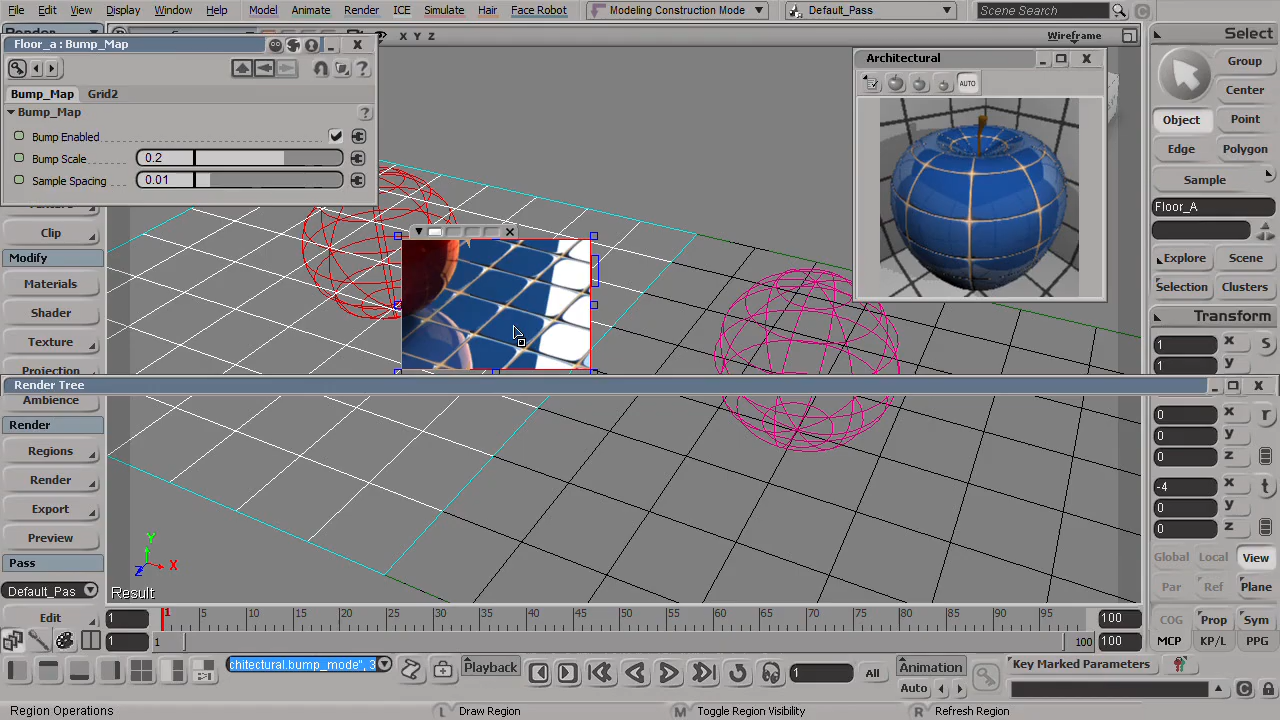 File Edit View Display Window Help Model Animate Render ICE Simulate Hair Face Robot Modeling Construction Mode Default_Pass Scene Search
X Y Z Wireframe
Floor_a : Bump_Map
Bump_Map Grid2
Bump_Map
Bump Enabled
Bump Scale 0.2
Sample Spacing 0.01
Architectural
AUTO
Select
Group
Center
Object Point
Edge Polygon
Sample
Floor_A
Explore Scene
Selection Clusters
Transform
1 x S
1 y
Clip
Modify
Materials
Shader
Texture
Projection
Render Tree
Ambience
Render
Regions
Render
Export
Preview
Pass
Default_Pas
Edit
0 x r
0 y
0 z
-4 x t
0 y
0 z
Global Local View
Par Ref Plane
COG Prop Sym
MCP KP/L PPG
Y
X
Z
Result
1 1 5 10 15 20 25 30 35 40 45 50 55 60 65 70 75 80 85 90 95 100
1 1 100 100
chitectural.bump_mode", 3 Playback 1 All Animation
Auto
Key Marked Parameters
Region Operations L Draw Region M Toggle Region Visibility R Refresh Region